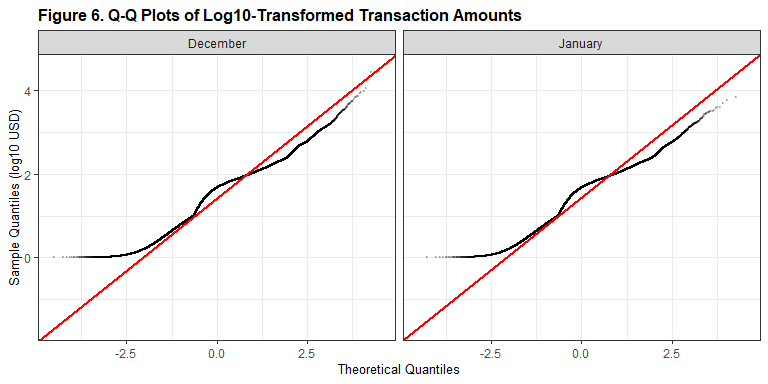 Figure 6. Q-Q Plots of Log10-Transformed Transaction Amounts
December
January
Sample Quantiles (log10 USD)
4
2
0
-2.5
0.0
2.5
-2.5
0.0
2.5
Theoretical Quantiles